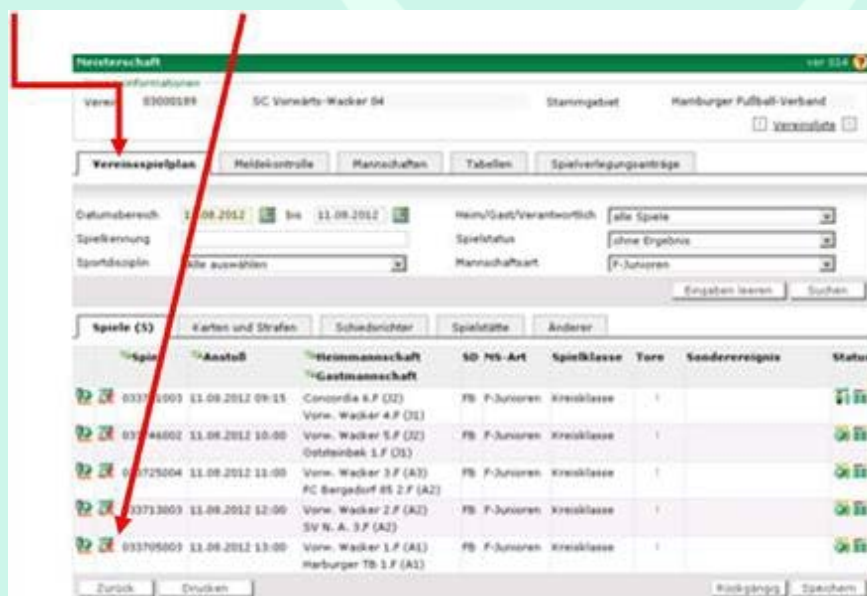 Meisterschaft ver 514
Verein 03000189 SC Vorwärts-Wacker 04 Stammgebiet Hamburger Fußball-Verband
Vereinsliste
Vereinsspielplan Meldekontrolle Mannschaften Tabellen Spielverlegungsanträge
Datumsbereich .08.2012 bis 11.08.2012 Heim/Gast/Verantwortlich alle Spiele
Spielkennung Spielstatus ohne Ergebnis
Sportdisziplin Alle auswählen Mannschaftsart F-Junioren
Eingaben leeren Suchen
Spiele (5) Karten und Strafen Schiedsrichter Spielstätte Änderer
Spiel Anstoß Heimmannschaft SD MS-Art Spielklasse Tore Sonderereignis Status
Gastmannschaft
11.08.2012 09:15 Concordia 6.F (J2) FB F-Junioren Kreisklasse :
Vorw. Wacker 4.F (J1)
11.08.2012 10:00 Vorw. Wacker 5.F (J2) FB F-Junioren Kreisklasse :
Oststeinbek 1.F (J1)
11.08.2012 11:00 Vorw. Wacker 3.F (A3) FB F-Junioren Kreisklasse :
FC Bergedorf 85 2.F (A2)
033713003 11.08.2012 12:00 Vorw. Wacker 2.F (A2) FB F-Junioren Kreisklasse :
SV N. A. 3.F (A2)
033705003 11.08.2012 13:00 Vorw. Wacker 1.F (A1) FB F-Junioren Kreisklasse :
Harburger TB 1.F (A1)
Zurück Drucken Rückgängig Speichern